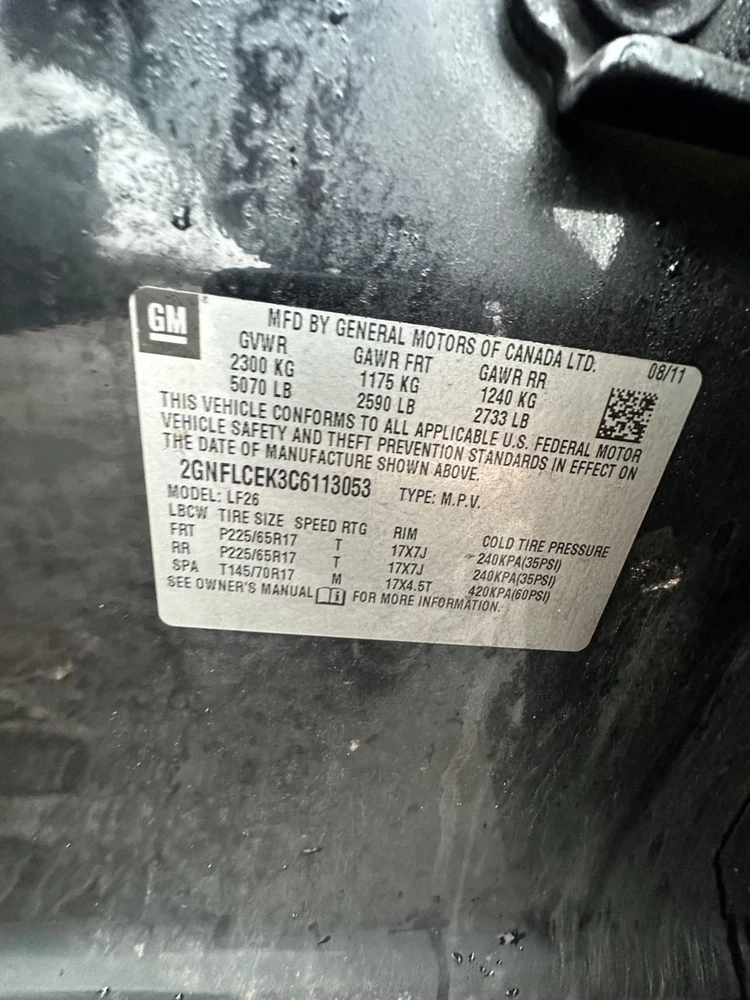 GM
MFD BY GENERAL MOTORS OF CANADA LTD. 08/11
GVWR GAWR FRT GAWR RR
2300 KG 1175 KG 1240 KG
5070 LB 2590 LB 2733 LB
THIS VEHICLE CONFORMS TO ALL APPLICABLE U.S. FEDERAL MOTOR
VEHICLE SAFETY AND THEFT PREVENTION STANDARDS IN EFFECT ON
THE DATE OF MANUFACTURE SHOWN ABOVE.
2GNFLCEK3C6113053 TYPE: M.P.V.
MODEL: LF26
LBCW TIRE SIZE SPEED RTG RIM COLD TIRE PRESSURE
FRT P225/65R17 T 17X7J 240KPA(35PSI)
RR P225/65R17 T 17X7J 240KPA(35PSI)
SPA T145/70R17 M 17X4.5T 420KPA(60PSI)
SEE OWNER'S MANUAL FOR MORE INFORMATION.